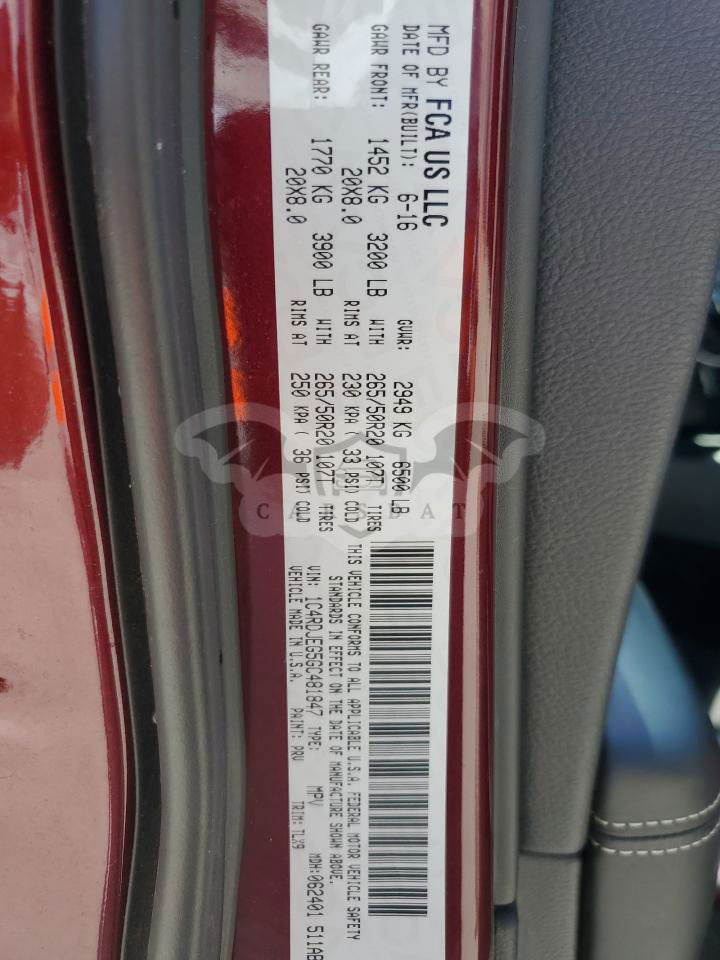 MFD BY FCA US LLC
DATE OF MFR(BUILT): 6-16 GVWR: 2949 KG 6500 LB
GAWR FRONT: 1452 KG 3200 LB WITH 265/50R20 107T TIRES
20X8.0 RIMS AT 230 KPA ( 33 PSI) COLD
GAWR REAR: 1770 KG 3900 LB WITH 265/50R20 107T TIRES
20X8.0 RIMS AT 250 KPA ( 36 PSI) COLD
THIS VEHICLE CONFORMS TO ALL APPLICABLE U.S.A. FEDERAL MOTOR VEHICLE SAFETY
STANDARDS IN EFFECT ON THE DATE OF MANUFACTURE SHOWN ABOVE.
VIN: 1C4RDJEG5GC481847 TYPE: MPV MDH: 062401 511AB
VEHICLE MADE IN U.S.A. PAINT: PRV TRIM: TLX9
CARSBAT